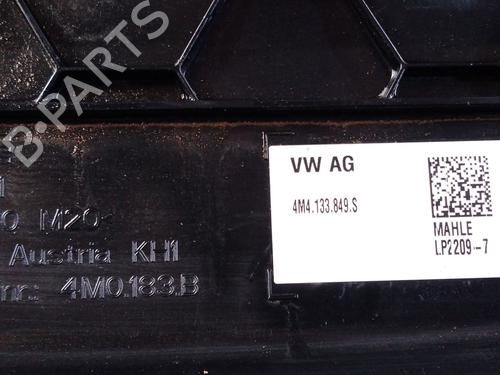 B-PARTS
VW AG
4M4.133.849.S
MAHLE
LP2209-7
M20
Austria KH1
4M0.183.B